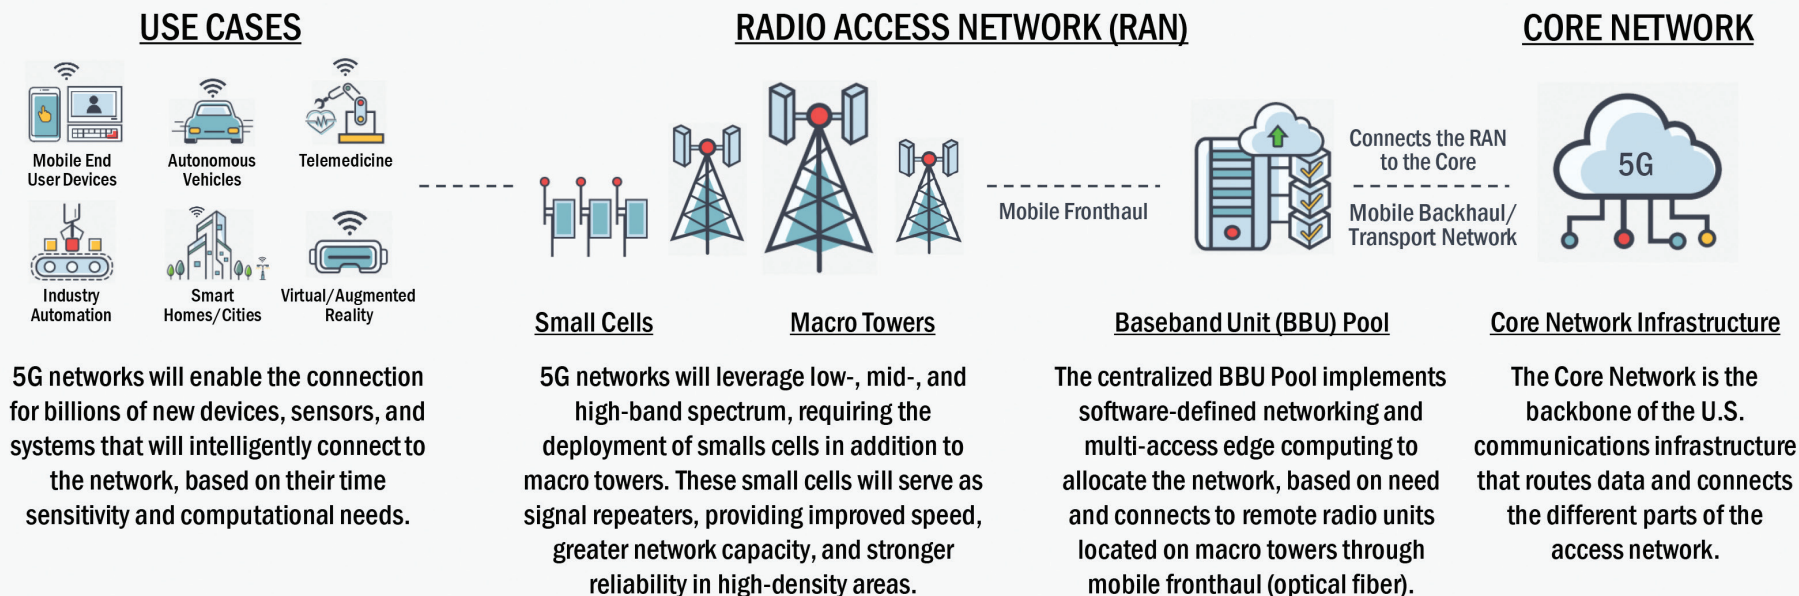 USE CASES
Mobile End
User Devices
Autonomous
Vehicles
Telemedicine
Industry
Automation
Smart
Homes/Cities
Virtual/Augmented
Reality
5G networks will enable the connection
for billions of new devices, sensors, and
systems that will intelligently connect to
the network, based on their time
sensitivity and computational needs.
RADIO ACCESS NETWORK (RAN)
Mobile Fronthaul
Connects the RAN
to the Core
Mobile Backhaul/
Transport Network
Small Cells
Macro Towers
5G networks will leverage low-, mid-, and
high-band spectrum, requiring the
deployment of smalls cells in addition to
macro towers. These small cells will serve as
signal repeaters, providing improved speed,
greater network capacity, and stronger
reliability in high-density areas.
Baseband Unit (BBU) Pool
The centralized BBU Pool implements
software-defined networking and
multi-access edge computing to
allocate the network, based on need
and connects to remote radio units
located on macro towers through
mobile fronthaul (optical fiber).
CORE NETWORK
5G
Core Network Infrastructure
The Core Network is the
backbone of the U.S.
communications infrastructure
that routes data and connects
the different parts of the
access network.